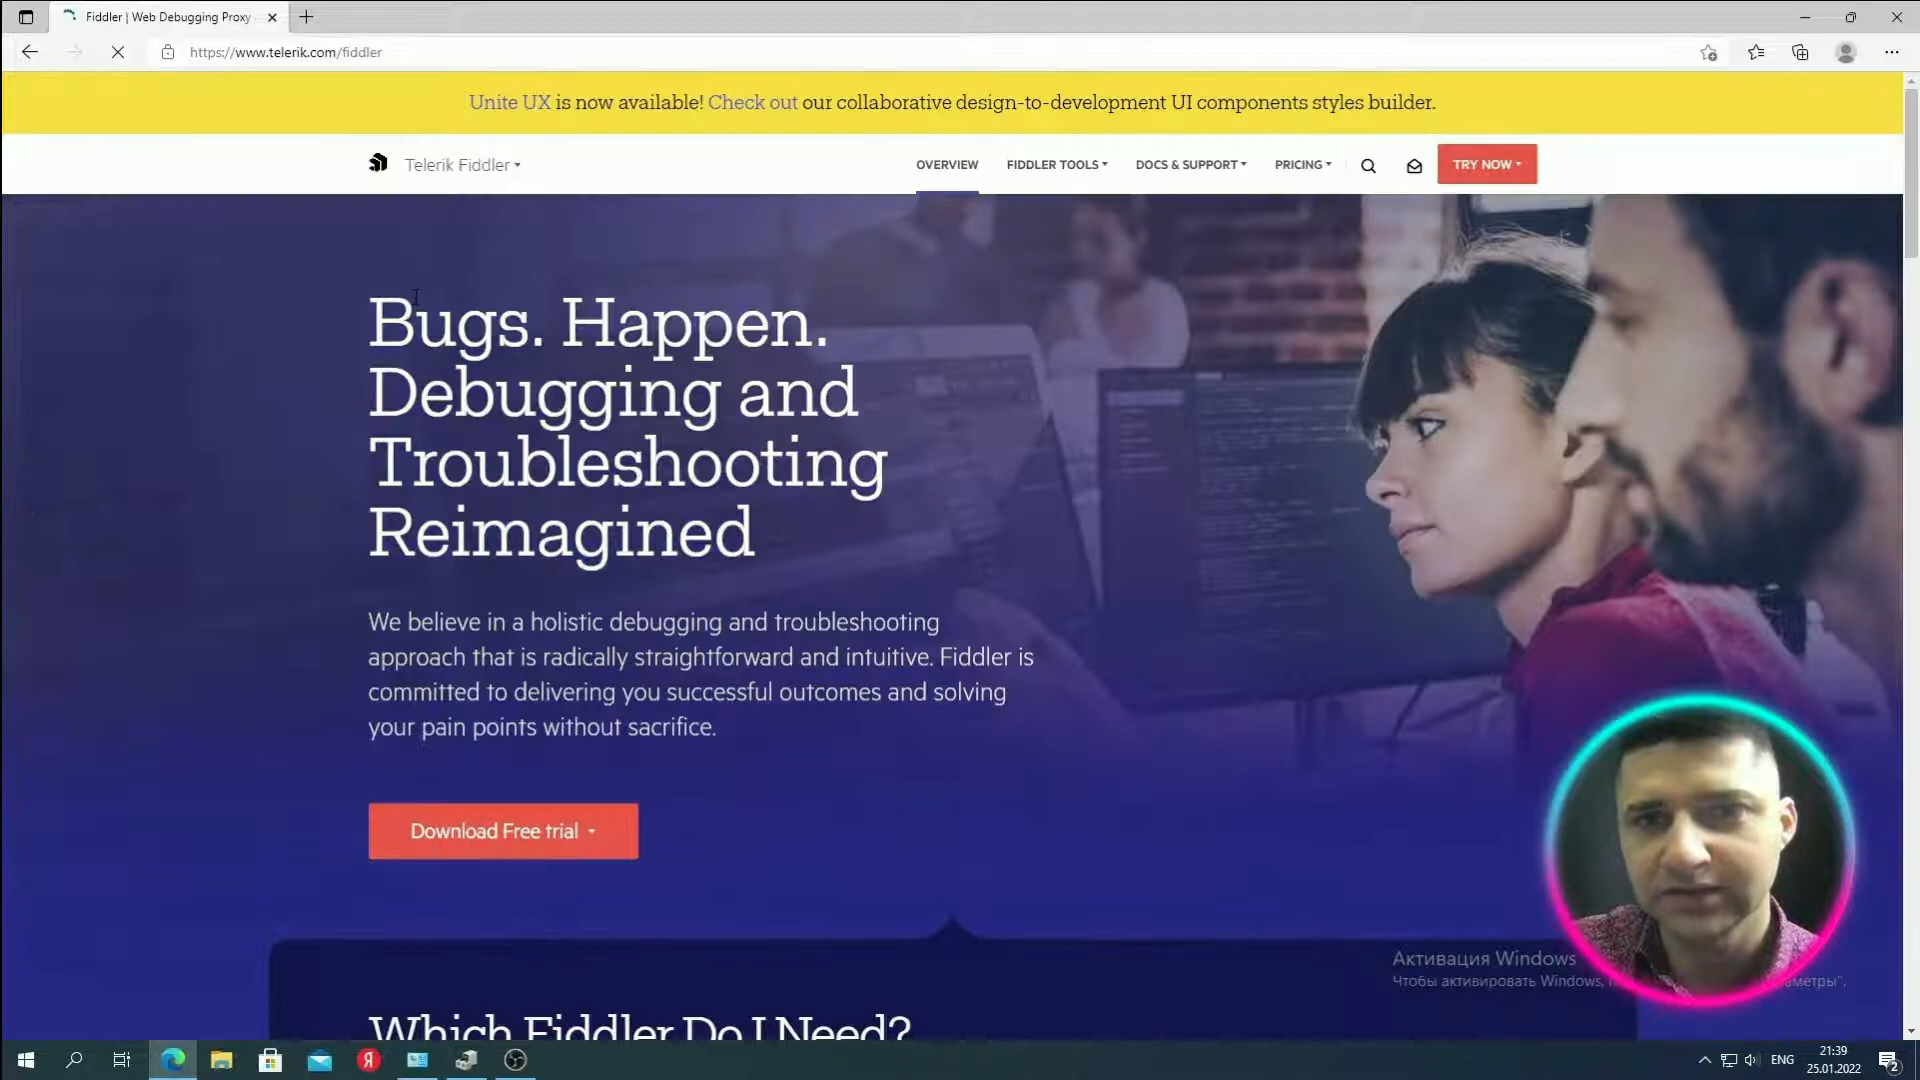 Fiddler | Web Debugging Proxy
https://www.telerik.com/fiddler
Unite UX is now available! Check out our collaborative design-to-development UI components styles builder.
Telerik Fiddler
OVERVIEW
FIDDLER TOOLS
DOCS & SUPPORT
PRICING
TRY NOW
Bugs. Happen.
Debugging and
Troubleshooting
Reimagined
We believe in a holistic debugging and troubleshooting
approach that is radically straightforward and intuitive. Fiddler is
committed to delivering you successful outcomes and solving
your pain points without sacrifice.
Download Free trial
Активация Windows
Чтобы активировать Windows,
Which Fiddler Do I Need?
Я
ENG
21:39
25.01.2022
2